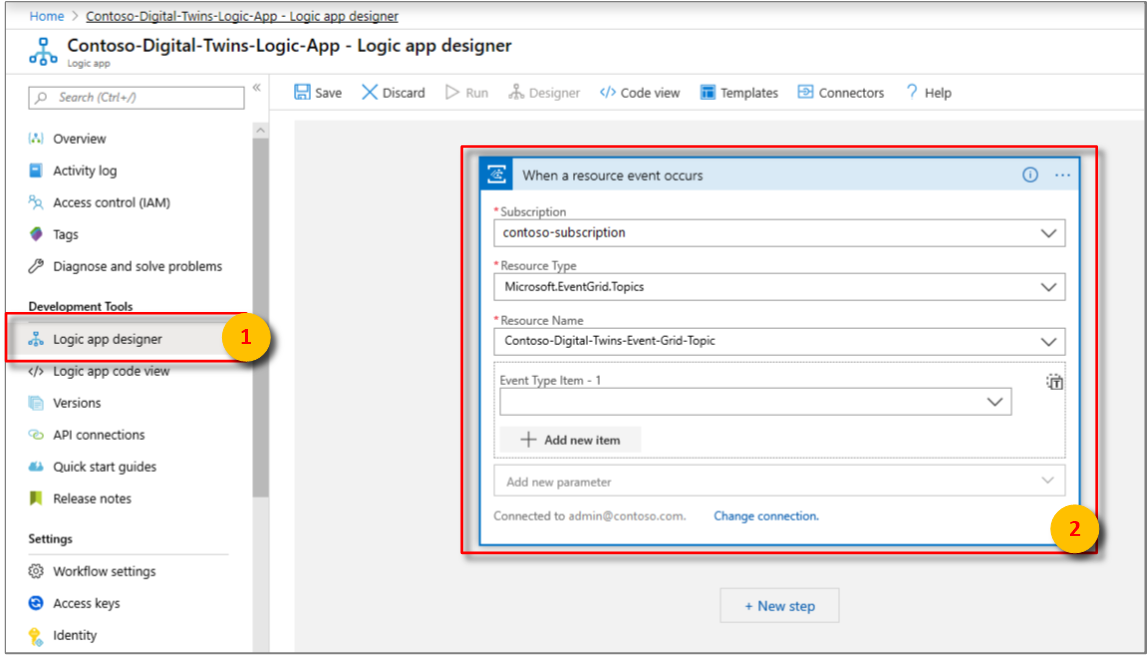 Home > Contoso-Digital-Twins-Logic-App - Logic app designer
Contoso-Digital-Twins-Logic-App - Logic app designer
Logic app
Search (Ctrl+/)
«
Save Discard Run Designer </> Code view Templates Connectors ? Help
Overview
Activity log
Access control (IAM)
Tags
Diagnose and solve problems
Development Tools
Logic app designer
1
</> Logic app code view
Versions
API connections
Quick start guides
Release notes
Settings
Workflow settings
Access keys
Identity
When a resource event occurs
*Subscription
contoso-subscription
*Resource Type
Microsoft.EventGrid.Topics
*Resource Name
Contoso-Digital-Twins-Event-Grid-Topic
Event Type Item - 1
+ Add new item
Add new parameter
Connected to admin@contoso.com. Change connection.
2
+ New step